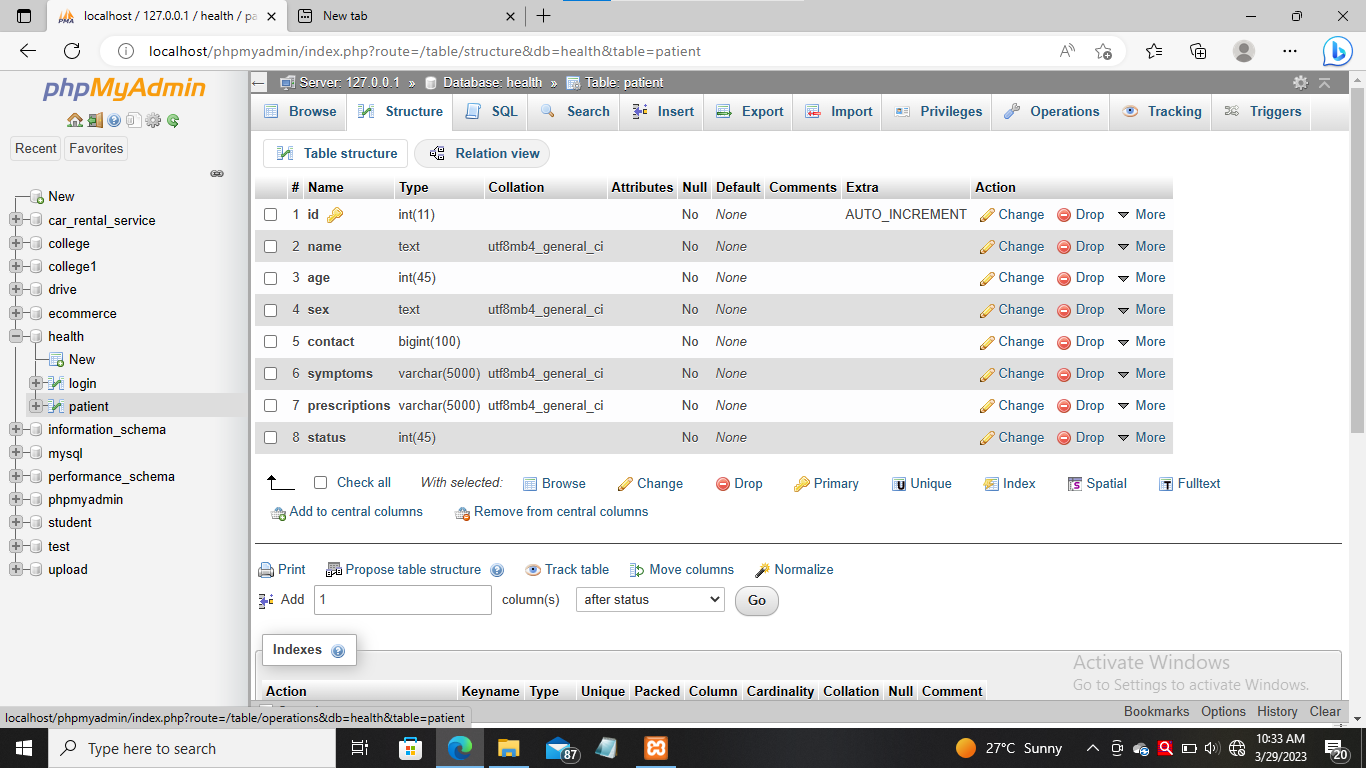 localhost / 127.0.0.1 / health / pa
New tab
localhost/phpmyadmin/index.php?route=/table/structure&db=health&table=patient
phpMyAdmin
Recent Favorites
New
car_rental_service
college
college1
drive
ecommerce
health
New
login
patient
information_schema
mysql
performance_schema
phpmyadmin
student
test
upload
Server: 127.0.0.1 » Database: health » Table: patient
Browse Structure SQL Search Insert Export Import Privileges Operations Tracking Triggers
Table structure Relation view
# Name Type Collation Attributes Null Default Comments Extra Action
1 id int(11) No None AUTO_INCREMENT Change Drop More
2 name text utf8mb4_general_ci No None Change Drop More
3 age int(45) No None Change Drop More
4 sex text utf8mb4_general_ci No None Change Drop More
5 contact bigint(100) No None Change Drop More
6 symptoms varchar(5000) utf8mb4_general_ci No None Change Drop More
7 prescriptions varchar(5000) utf8mb4_general_ci No None Change Drop More
8 status int(45) No None Change Drop More
Check all With selected: Browse Change Drop Primary Unique Index Spatial Fulltext
Add to central columns Remove from central columns
Print Propose table structure Track table Move columns Normalize
Add 1 column(s) after status Go
Indexes
Action Keyname Type Unique Packed Column Cardinality Collation Null Comment
Activate Windows
Go to Settings to activate Windows.
Bookmarks Options History Clear
localhost/phpmyadmin/index.php?route=/table/operations&db=health&table=patient
Type here to search
87
27°C Sunny
10:33 AM
3/29/2023
20